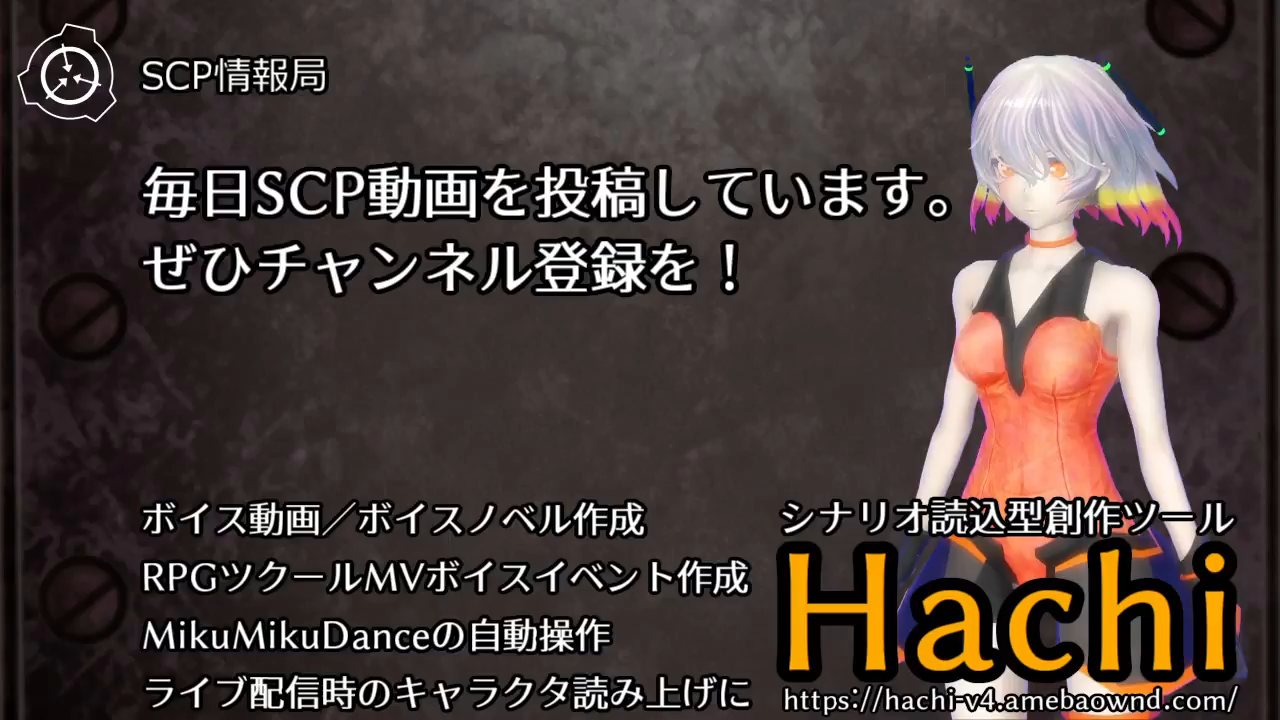 SCP情報局
毎日SCP動画を投稿しています。
ぜひチャンネル登録を！
ボイス動画／ボイスノベル作成
RPGツクールMVボイスイベント作成
MikuMikuDanceの自動操作
ライブ配信時のキャラクタ読み上げに
シナリオ読込型創作ツール
Hachi
https://hachi-v4.amebaownd.com/